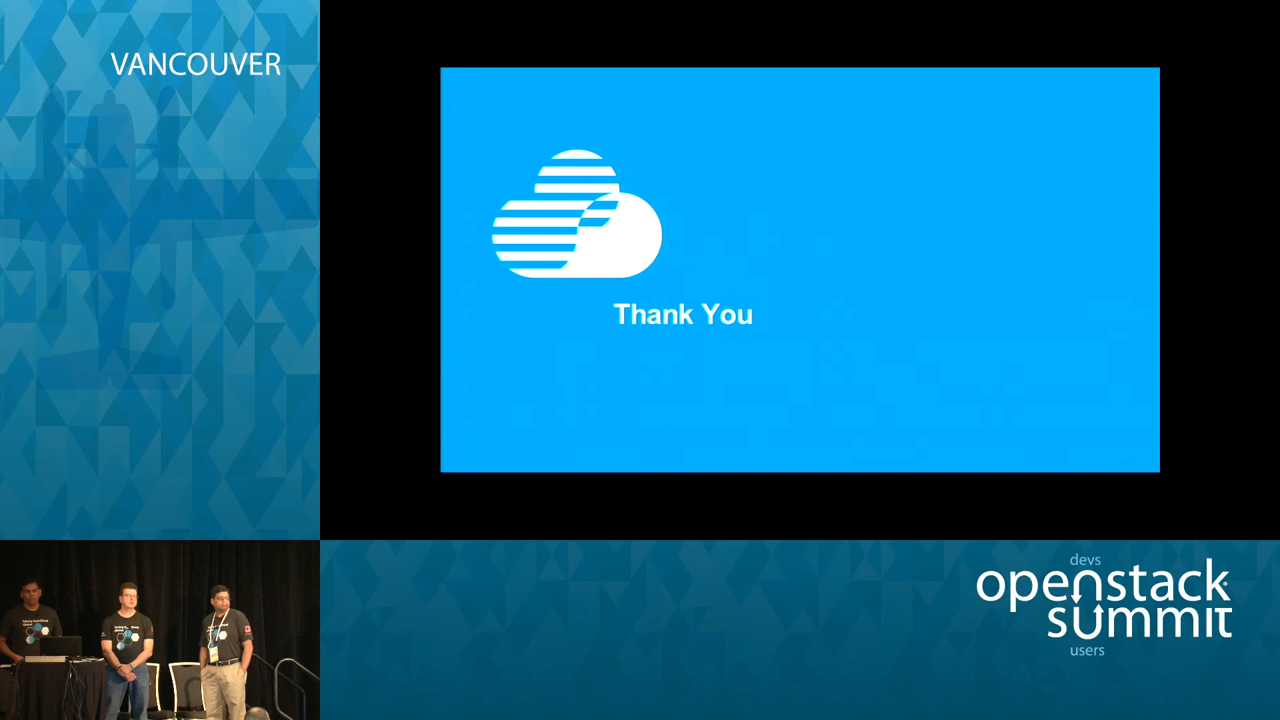 VANCOUVER
Thank You
devs
openstack
summit
users